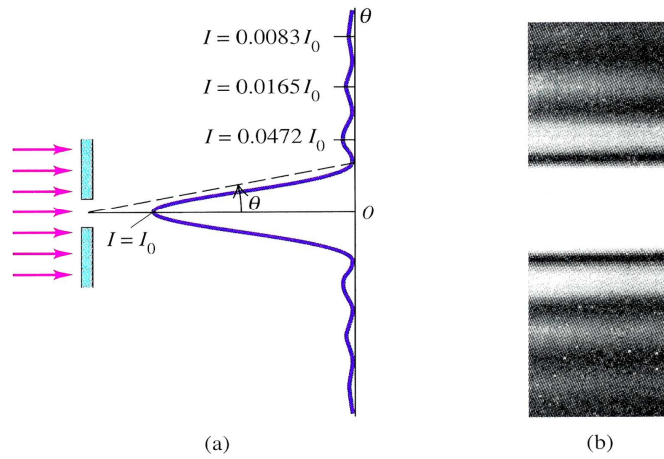 θ
I = 0.0083 I₀
I = 0.0165 I₀
I = 0.0472 I₀
θ
O
I = I₀
(a)
(b)